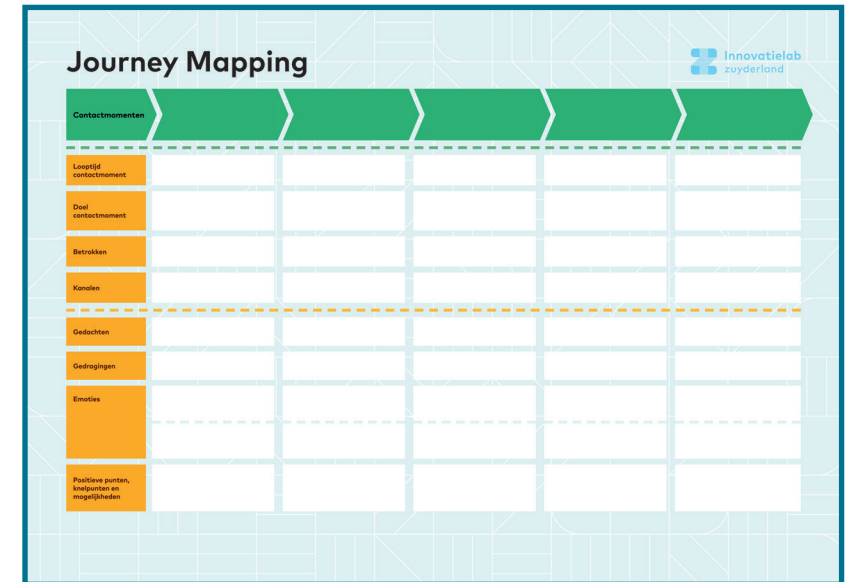 Journey Mapping
Innovatielab
zuyderland
Contactmomenten
Looptijd
contactmoment
Doel
contactmoment
Betrokken
Kanalen
Gedachten
Gedragingen
Emoties
Positieve punten,
knelpunten en
mogelijkheden